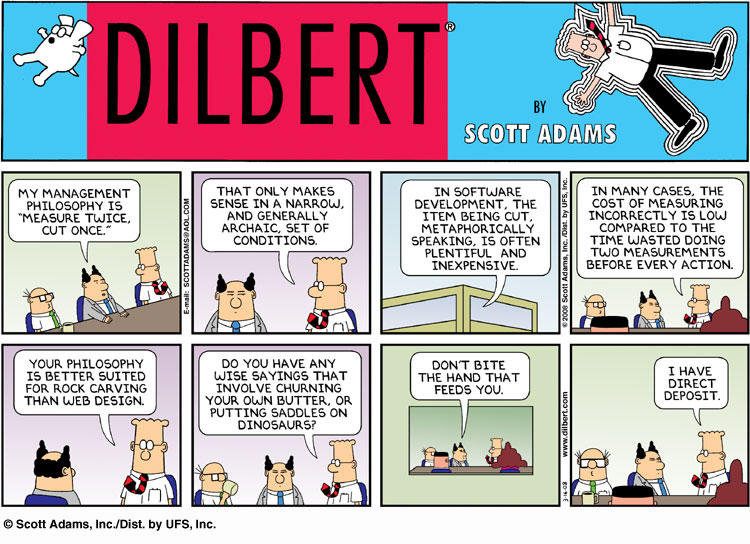 DILBERT®
BY
SCOTT ADAMS
MY MANAGEMENT
PHILOSOPHY IS
"MEASURE TWICE,
CUT ONCE."
E-mail: SCOTTADAMS@AOL.COM
THAT ONLY MAKES
SENSE IN A NARROW,
AND GENERALLY
ARCHAIC, SET OF
CONDITIONS.
IN SOFTWARE
DEVELOPMENT, THE
ITEM BEING CUT,
METAPHORICALLY
SPEAKING, IS OFTEN
PLENTIFUL AND
INEXPENSIVE.
© 2008 Scott Adams, Inc./Dist. by UFS, Inc.
IN MANY CASES, THE
COST OF MEASURING
INCORRECTLY IS LOW
COMPARED TO THE
TIME WASTED DOING
TWO MEASUREMENTS
BEFORE EVERY ACTION.
YOUR PHILOSOPHY
IS BETTER SUITED
FOR ROCK CARVING
THAN WEB DESIGN.
DO YOU HAVE ANY
WISE SAYINGS THAT
INVOLVE CHURNING
YOUR OWN BUTTER, OR
PUTTING SADDLES ON
DINOSAURS?
DON'T BITE
THE HAND THAT
FEEDS YOU.
www.dilbert.com
3-16-08
I HAVE
DIRECT
DEPOSIT.
© Scott Adams, Inc./Dist. by UFS, Inc.